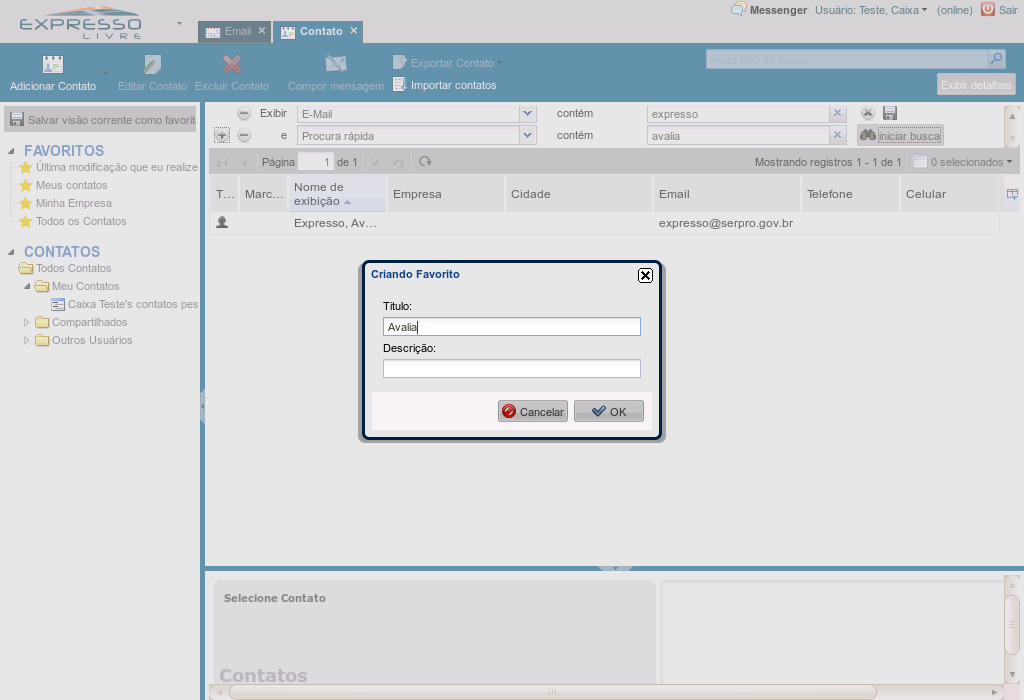 EXPRESSO
LIVRE
Email
Contato
Messenger
Usuário: Teste, Caixa
(online)
Sair
Adicionar Contato
Editar Contato
Excluir Contato
Compor mensagem
Exportar Contato
Importar contatos
Insira filtro de busca
Exibir detalhes
Salvar visão corrente como favorit
FAVORITOS
Última modificação que eu realize
Meus contatos
Minha Empresa
Todos os Contatos
CONTATOS
Todos Contatos
Meu Contatos
Caixa Teste's contatos pes
Compartilhados
Outros Usuários
Exibir E-Mail contém expresso
e Procura rápida contém avalia iniciar busca
Página 1 de 1 Mostrando registros 1 - 1 de 1 0 selecionados
T... Marc... Nome de exibição Empresa Cidade Email Telefone Celular
Expresso, Av... expresso@serpro.gov.br
Criando Favorito
Titulo:
Avalia
Descrição:
Cancelar OK
Selecione Contato
Contatos